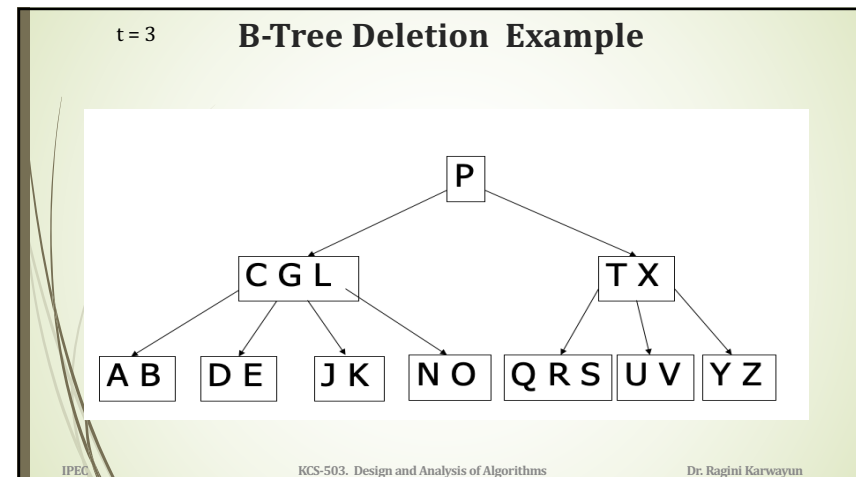 t = 3
B-Tree Deletion Example
P
C G L
T X
A B
D E
J K
N O
Q R S
U V
Y Z
IPEC
KCS-503. Design and Analysis of Algorithms
Dr. Ragini Karwayun